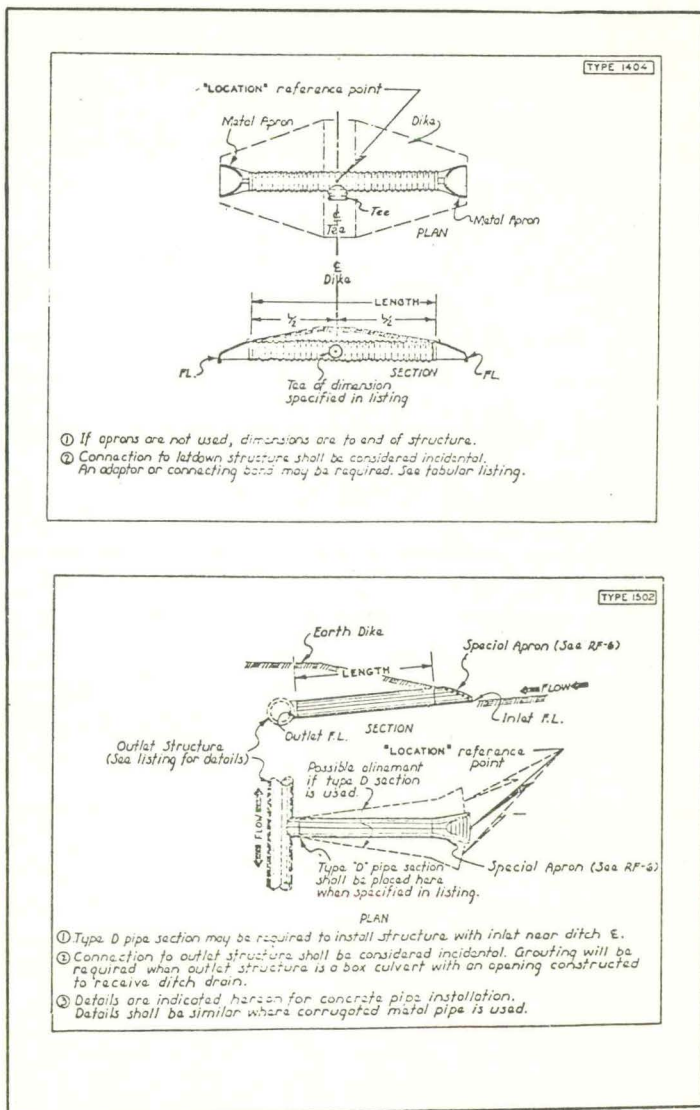 TYPE 1404
"LOCATION" reference point
Metal Apron
Dike
Tee
Metal Apron
℄
Tee
PLAN
℄
Dike
LENGTH
L/2 L/2
FL. SECTION FL.
Tee of dimension
specified in listing
① If aprons are not used, dimensions are to end of structure.
② Connection to letdown structure shall be considered incidental.
An adaptor or connecting band may be required. See tabular listing.
TYPE 1502
Earth Dike
Special Apron (See RF-6)
LENGTH
FLOW
SECTION
Inlet F.L.
Outlet F.L.
Outlet Structure
(See listing for details)
"LOCATION" reference
point
Possible alinement
if type D section
is used.
FLOW
Type "D" pipe section
shall be placed here
when specified in listing.
Special Apron (See RF-6)
PLAN
① Type D pipe section may be required to install structure with inlet near ditch ℄.
② Connection to outlet structure shall be considered incidental. Grouting will be
required when outlet structure is a box culvert with an opening constructed
to receive ditch drain.
③ Details are indicated hereon for concrete pipe installation.
Details shall be similar where corrugated metal pipe is used.